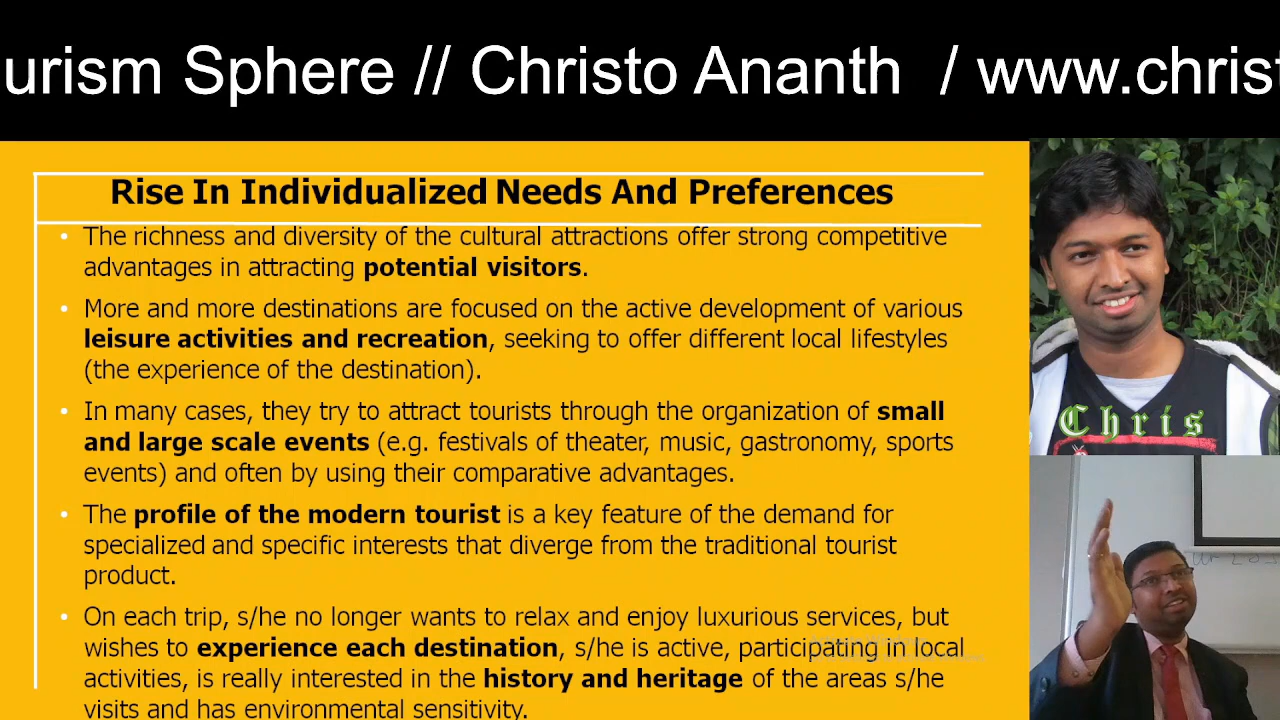 urism Sphere // Christo Ananth / www.christ
Rise In Individualized Needs And Preferences
• The richness and diversity of the cultural attractions offer strong competitive
advantages in attracting potential visitors.
• More and more destinations are focused on the active development of various
leisure activities and recreation, seeking to offer different local lifestyles
(the experience of the destination).
• In many cases, they try to attract tourists through the organization of small
and large scale events (e.g. festivals of theater, music, gastronomy, sports
events) and often by using their comparative advantages.
• The profile of the modern tourist is a key feature of the demand for
specialized and specific interests that diverge from the traditional tourist
product.
• On each trip, s/he no longer wants to relax and enjoy luxurious services, but
wishes to experience each destination, s/he is active, participating in local
activities, is really interested in the history and heritage of the areas s/he
visits and has environmental sensitivity.
Chris